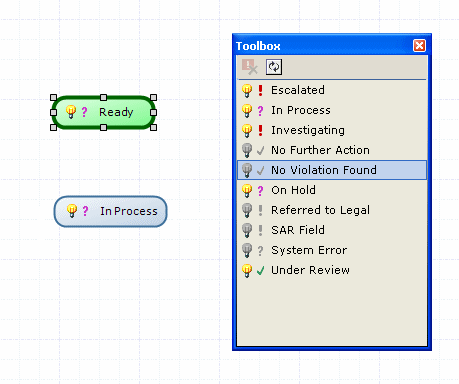 Toolbox
Ready
In Process
Escalated
In Process
Investigating
No Further Action
No Violation Found
On Hold
Referred to Legal
SAR Field
System Error
Under Review